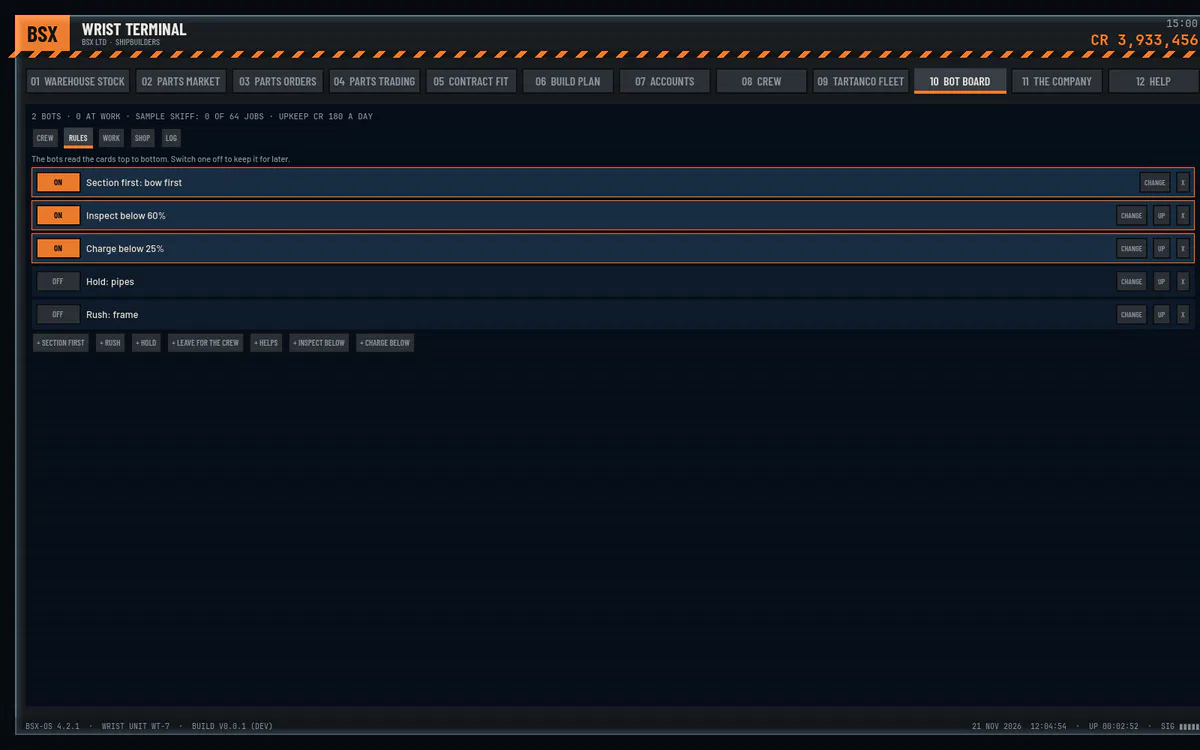 BSX
WRIST TERMINAL
BSX LTD · SHIPBUILDERS
15:00
CR 3,933,456
01 WAREHOUSE STOCK
02 PARTS MARKET
03 PARTS ORDERS
04 PARTS TRADING
05 CONTRACT FIT
06 BUILD PLAN
07 ACCOUNTS
08 CREW
09 TARTANCO FLEET
10 BOT BOARD
11 THE COMPANY
12 HELP
2 BOTS · 0 AT WORK · SAMPLE SKIFF: 0 OF 64 JOBS · UPKEEP CR 180 A DAY
CREW RULES WORK SHOP LOG
The bots read the cards top to bottom. Switch one off to keep it for later.
ON Section first: bow first CHANGE X
ON Inspect below 60% CHANGE UP X
ON Charge below 25% CHANGE UP X
OFF Hold: pipes CHANGE UP X
OFF Rush: frame CHANGE UP X
+ SECTION FIRST + RUSH + HOLD + LEAVE FOR THE CREW + HELPS + INSPECT BELOW + CHARGE BELOW
BSX-OS 4.2.1 · WRIST UNIT WT-7 · BUILD V0.0.1 (DEV)
21 NOV 2026 12:04:54 · UP 00:02:52 · SIG